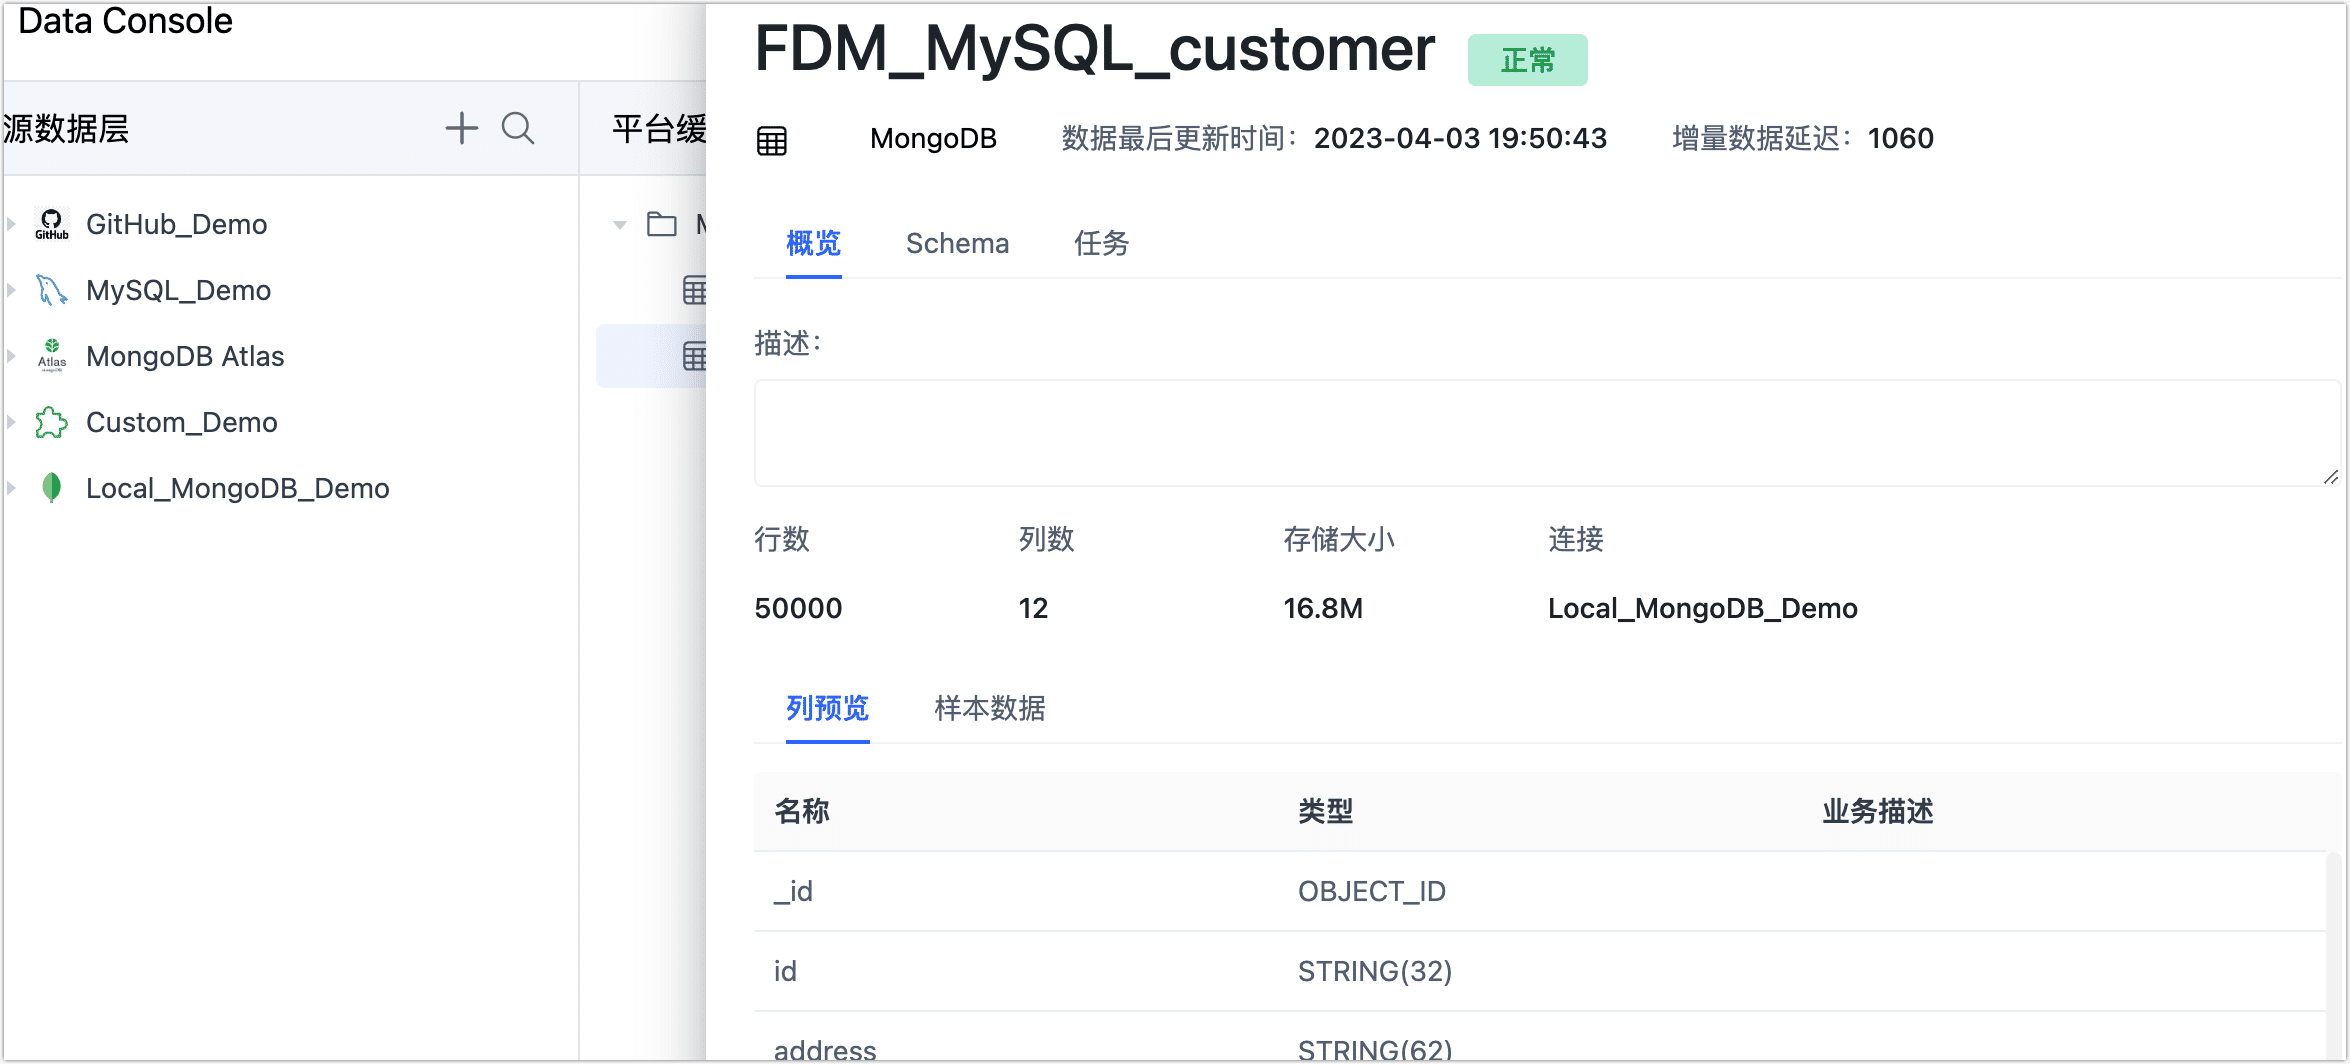 Data Console
源数据层
GitHub_Demo
MySQL_Demo
MongoDB Atlas
Custom_Demo
Local_MongoDB_Demo
平台缓
FDM_MySQL_customer 正常
MongoDB 数据最后更新时间： 2023-04-03 19:50:43 增量数据延迟： 1060
概览 Schema 任务
描述：
行数 列数 存储大小 连接
50000 12 16.8M Local_MongoDB_Demo
列预览 样本数据
名称 类型 业务描述
_id OBJECT_ID
id STRING(32)
address STRING(62)